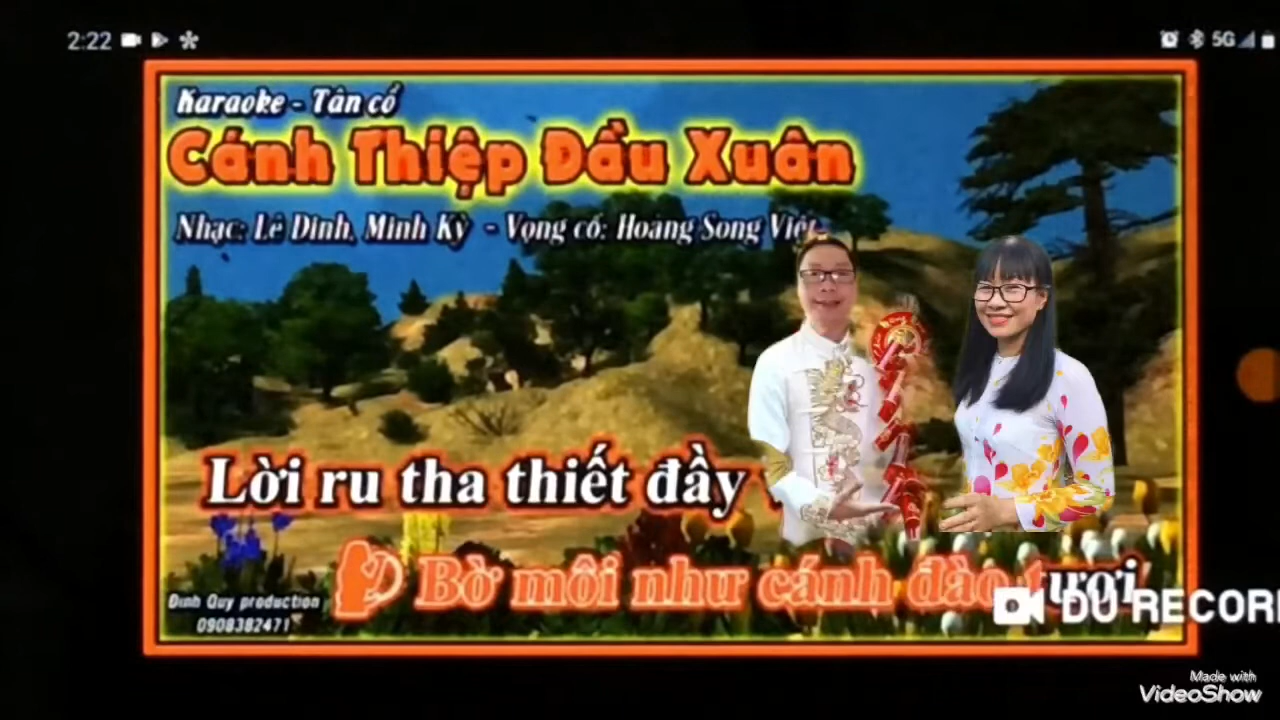 2:22
5G
Karaoke - Tân cổ
Cánh Thiệp Đầu Xuân
Nhạc: Lê Dinh, Minh Kỳ - Vọng cổ: Hoàng Song Việt
Lời ru tha thiết đầy
Bờ môi như cánh đào tươi
Đinh Quy production
0908382471
DU RECOR
Made with
VideoShow